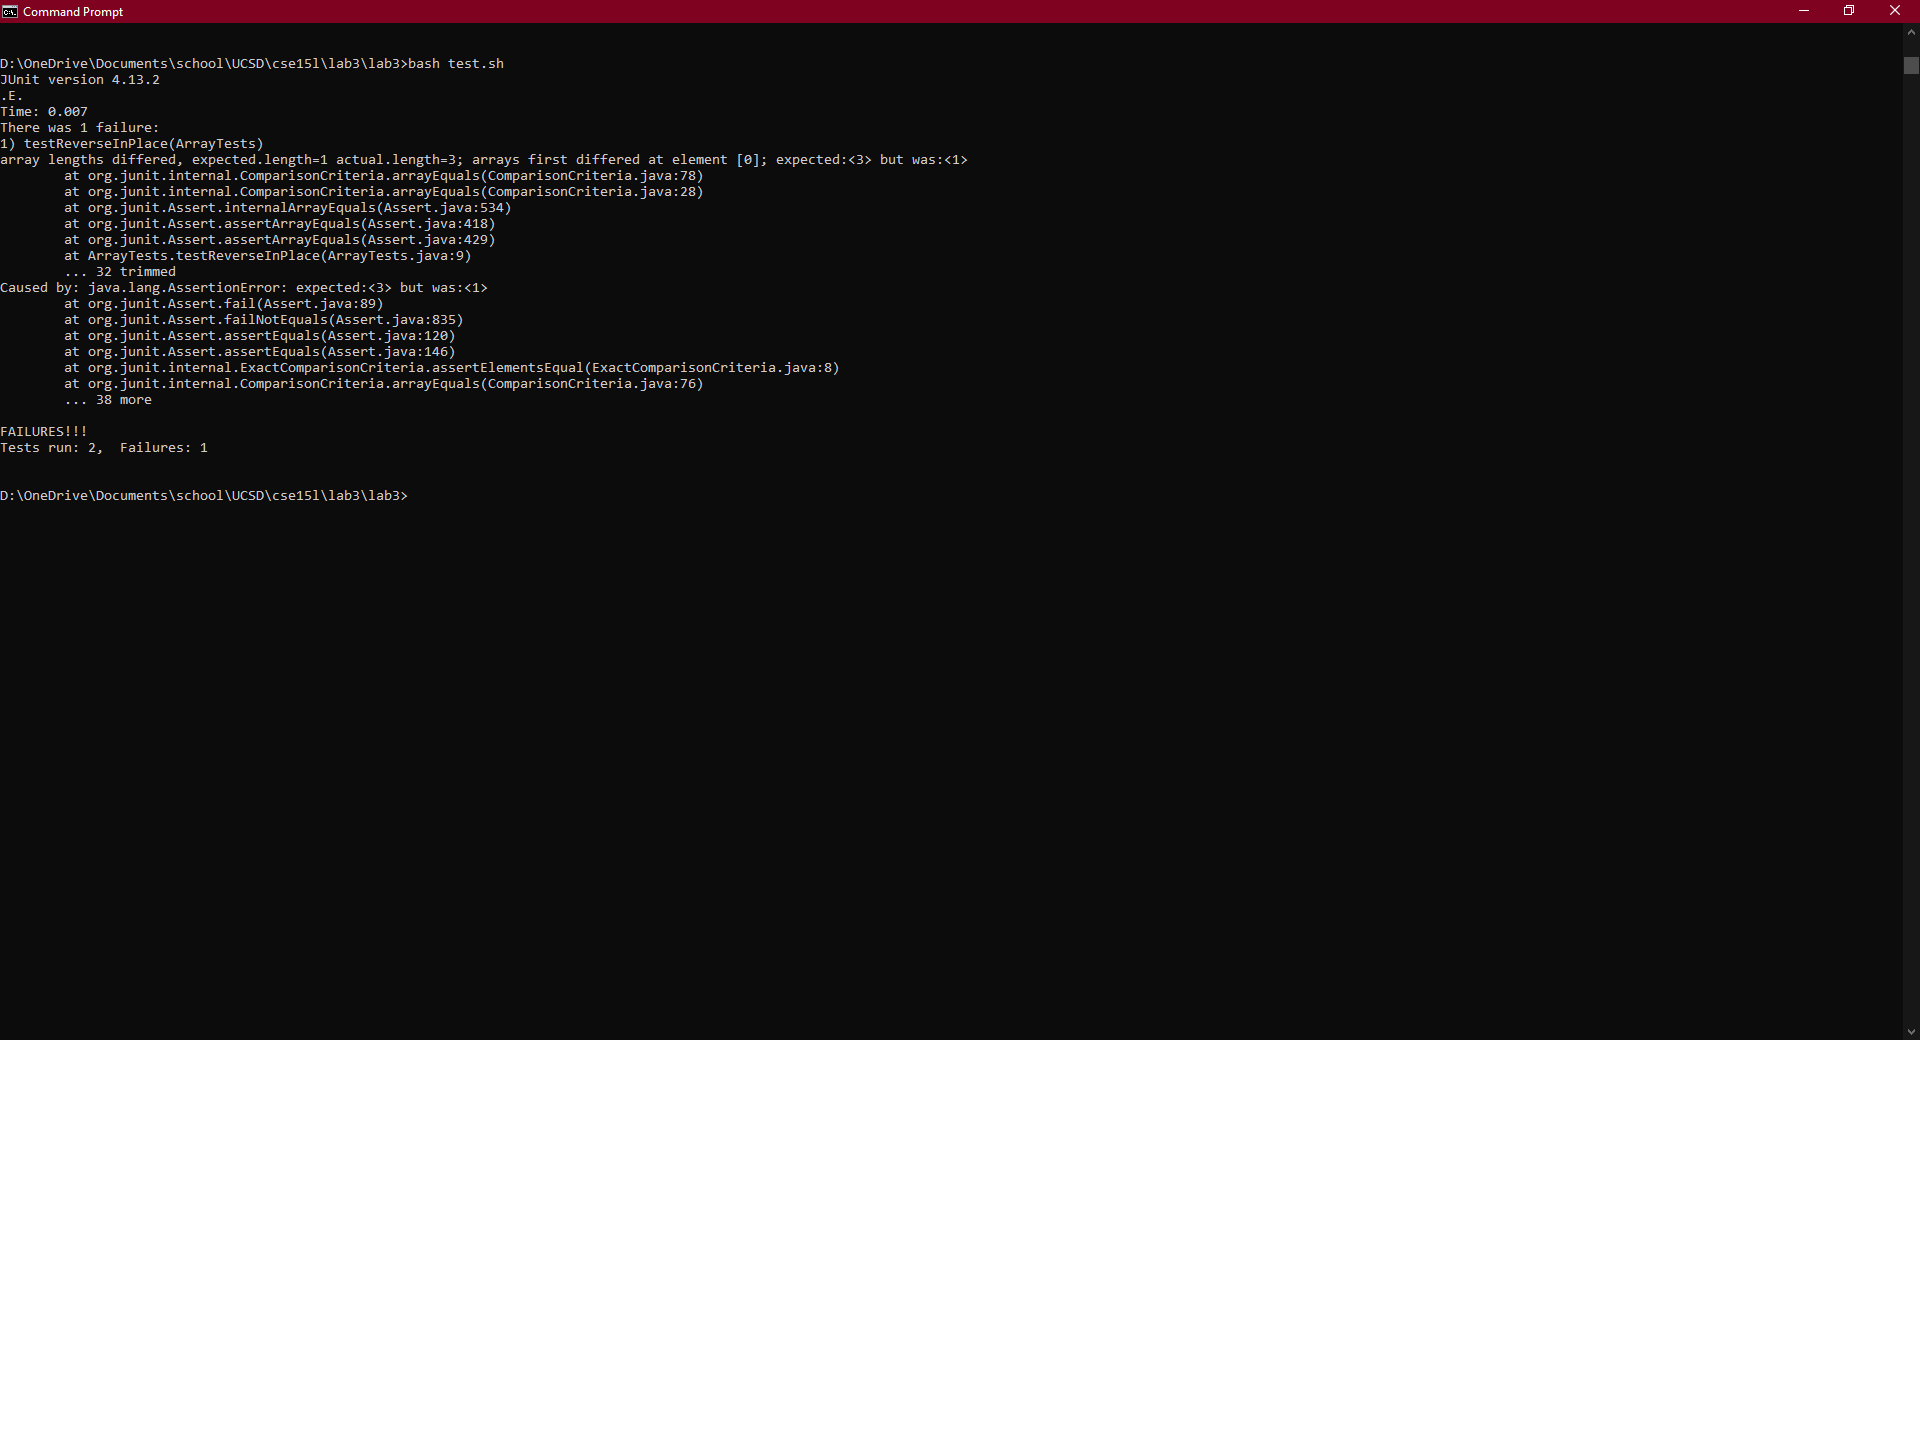 Command Prompt
D:\OneDrive\Documents\school\UCSD\cse15l\lab3\lab3>bash test.sh
JUnit version 4.13.2
.E.
Time: 0.007
There was 1 failure:
1) testReverseInPlace(ArrayTests)
array lengths differed, expected.length=1 actual.length=3; arrays first differed at element [0]; expected:<3> but was:<1>
        at org.junit.internal.ComparisonCriteria.arrayEquals(ComparisonCriteria.java:78)
        at org.junit.internal.ComparisonCriteria.arrayEquals(ComparisonCriteria.java:28)
        at org.junit.Assert.internalArrayEquals(Assert.java:534)
        at org.junit.Assert.assertArrayEquals(Assert.java:418)
        at org.junit.Assert.assertArrayEquals(Assert.java:429)
        at ArrayTests.testReverseInPlace(ArrayTests.java:9)
        ... 32 trimmed
Caused by: java.lang.AssertionError: expected:<3> but was:<1>
        at org.junit.Assert.fail(Assert.java:89)
        at org.junit.Assert.failNotEquals(Assert.java:835)
        at org.junit.Assert.assertEquals(Assert.java:120)
        at org.junit.Assert.assertEquals(Assert.java:146)
        at org.junit.internal.ExactComparisonCriteria.assertElementsEqual(ExactComparisonCriteria.java:8)
        at org.junit.internal.ComparisonCriteria.arrayEquals(ComparisonCriteria.java:76)
        ... 38 more
FAILURES!!!
Tests run: 2,  Failures: 1
D:\OneDrive\Documents\school\UCSD\cse15l\lab3\lab3>